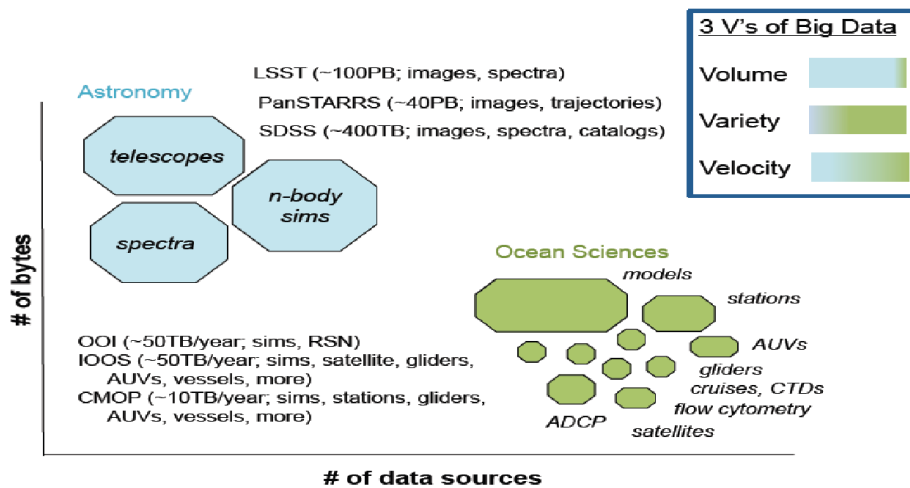 3 V's of Big Data
Volume
Variety
Velocity
LSST (~100PB; images, spectra)
Astronomy
PanSTARRS (~40PB; images, trajectories)
SDSS (~400TB; images, spectra, catalogs)
telescopes
n-body
sims
spectra
# of bytes
Ocean Sciences
models
stations
AUVs
gliders
cruises, CTDs
flow cytometry
satellites
ADCP
OOI (~50TB/year; sims, RSN)
IOOS (~50TB/year; sims, satellite, gliders,
AUVs, vessels, more)
CMOP (~10TB/year; sims, stations, gliders,
AUVs, vessels, more)
# of data sources